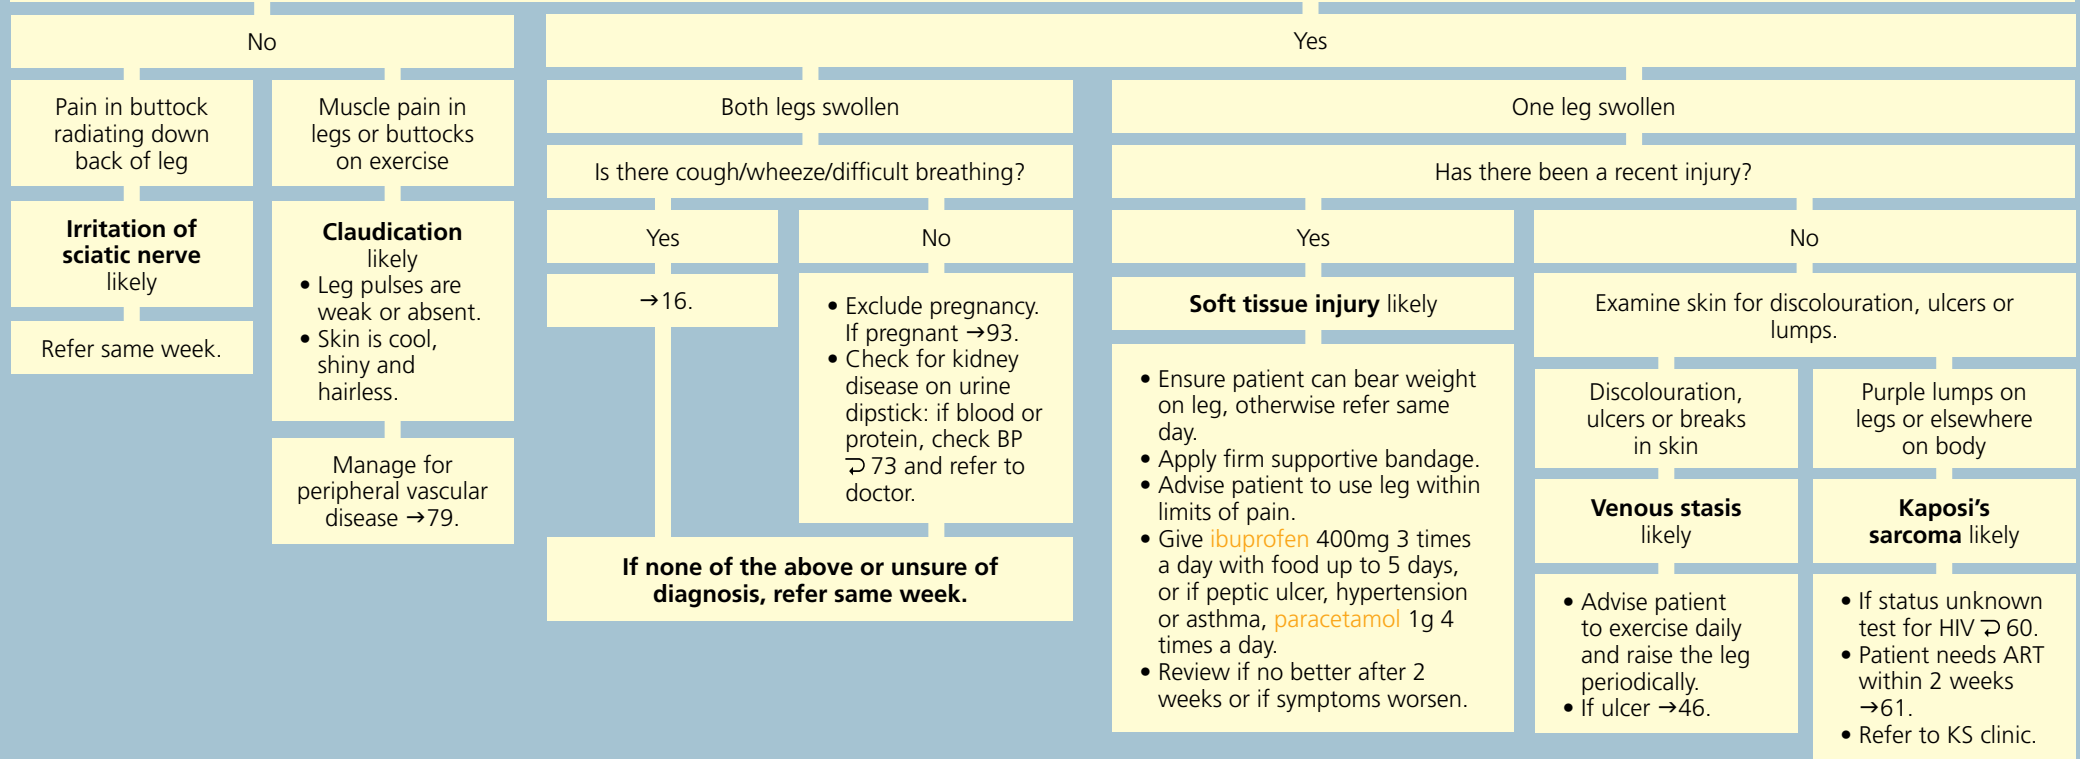 No
Yes
Pain in buttock
radiating down
back of leg
Muscle pain in
legs or buttocks
on exercise
Irritation of
sciatic nerve
likely
Refer same week.
Claudication
likely
• Leg pulses are
weak or absent.
• Skin is cool,
shiny and
hairless.
Manage for
peripheral vascular
disease →79.
Both legs swollen
Is there cough/wheeze/difficult breathing?
Yes
→16.
No
• Exclude pregnancy.
If pregnant →93.
• Check for kidney
disease on urine
dipstick: if blood or
protein, check BP
⮌ 73 and refer to
doctor.
If none of the above or unsure of
diagnosis, refer same week.
One leg swollen
Has there been a recent injury?
Yes
Soft tissue injury likely
• Ensure patient can bear weight
on leg, otherwise refer same
day.
• Apply firm supportive bandage.
• Advise patient to use leg within
limits of pain.
• Give ibuprofen 400mg 3 times
a day with food up to 5 days,
or if peptic ulcer, hypertension
or asthma, paracetamol 1g 4
times a day.
• Review if no better after 2
weeks or if symptoms worsen.
No
Examine skin for discolouration, ulcers or
lumps.
Discolouration,
ulcers or breaks
in skin
Venous stasis
likely
• Advise patient
to exercise daily
and raise the leg
periodically.
• If ulcer →46.
Purple lumps on
legs or elsewhere
on body
Kaposi's
sarcoma likely
• If status unknown
test for HIV ⮌ 60.
• Patient needs ART
within 2 weeks
→61.
• Refer to KS clinic.